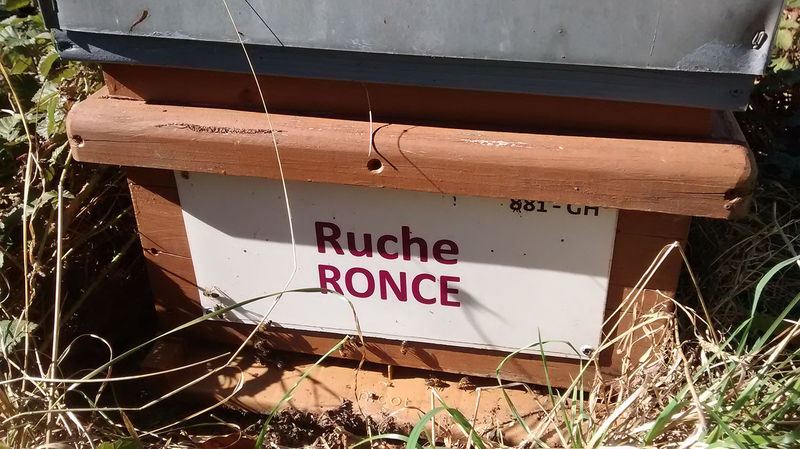 881 - GH
Ruche
RONCE